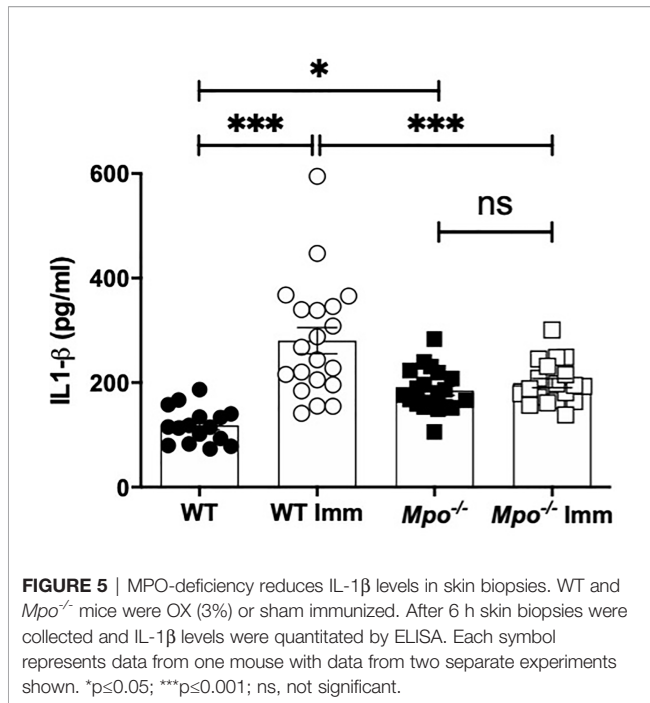 *
*** ***
600
ns
400
200
0
IL1-β (pg/ml)
WT WT Imm Mpo-/- Mpo-/- Imm
FIGURE 5 | MPO-deficiency reduces IL-1β levels in skin biopsies. WT and
Mpo-/- mice were OX (3%) or sham immunized. After 6 h skin biopsies were
collected and IL-1β levels were quantitated by ELISA. Each symbol
represents data from one mouse with data from two separate experiments
shown. *p≤0.05; ***p≤0.001; ns, not significant.